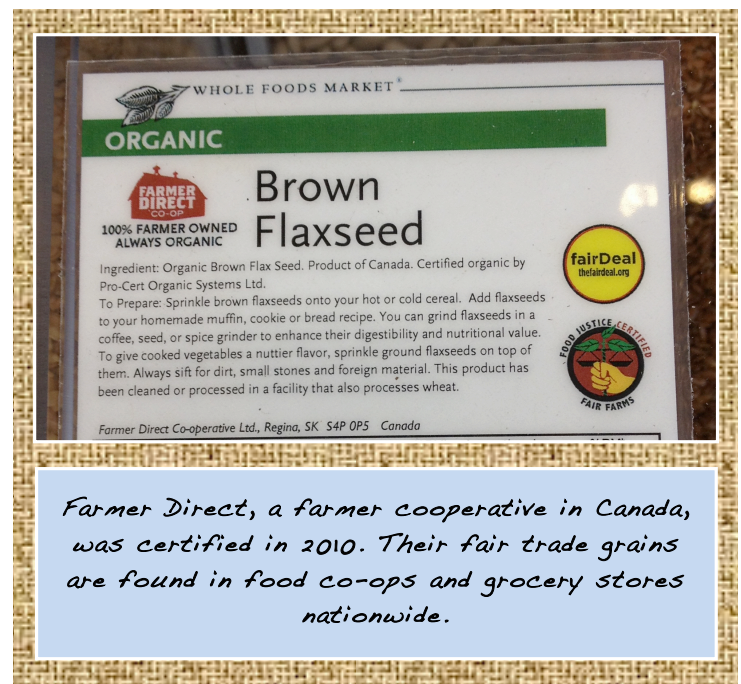 WHOLE FOODS MARKET®
ORGANIC
FARMER
DIRECT
CO-OP
100% FARMER OWNED
ALWAYS ORGANIC
Brown
Flaxseed
Ingredient: Organic Brown Flax Seed. Product of Canada. Certified organic by
Pro-Cert Organic Systems Ltd.
To Prepare: Sprinkle brown flaxseeds onto your hot or cold cereal. Add flaxseeds
to your homemade muffin, cookie or bread recipe. You can grind flaxseeds in a
coffee, seed, or spice grinder to enhance their digestibility and nutritional value.
To give cooked vegetables a nuttier flavor, sprinkle ground flaxseeds on top of
them. Always sift for dirt, small stones and foreign material. This product has
been cleaned or processed in a facility that also processes wheat.
fairDeal
thefairdeal.org
FOOD JUSTICE CERTIFIED
FAIR FARMS
Farmer Direct Co-operative Ltd., Regina, SK S4P 0P5 Canada
Farmer Direct, a farmer cooperative in Canada,
was certified in 2010. Their fair trade grains
are found in food co-ops and grocery stores
nationwide.